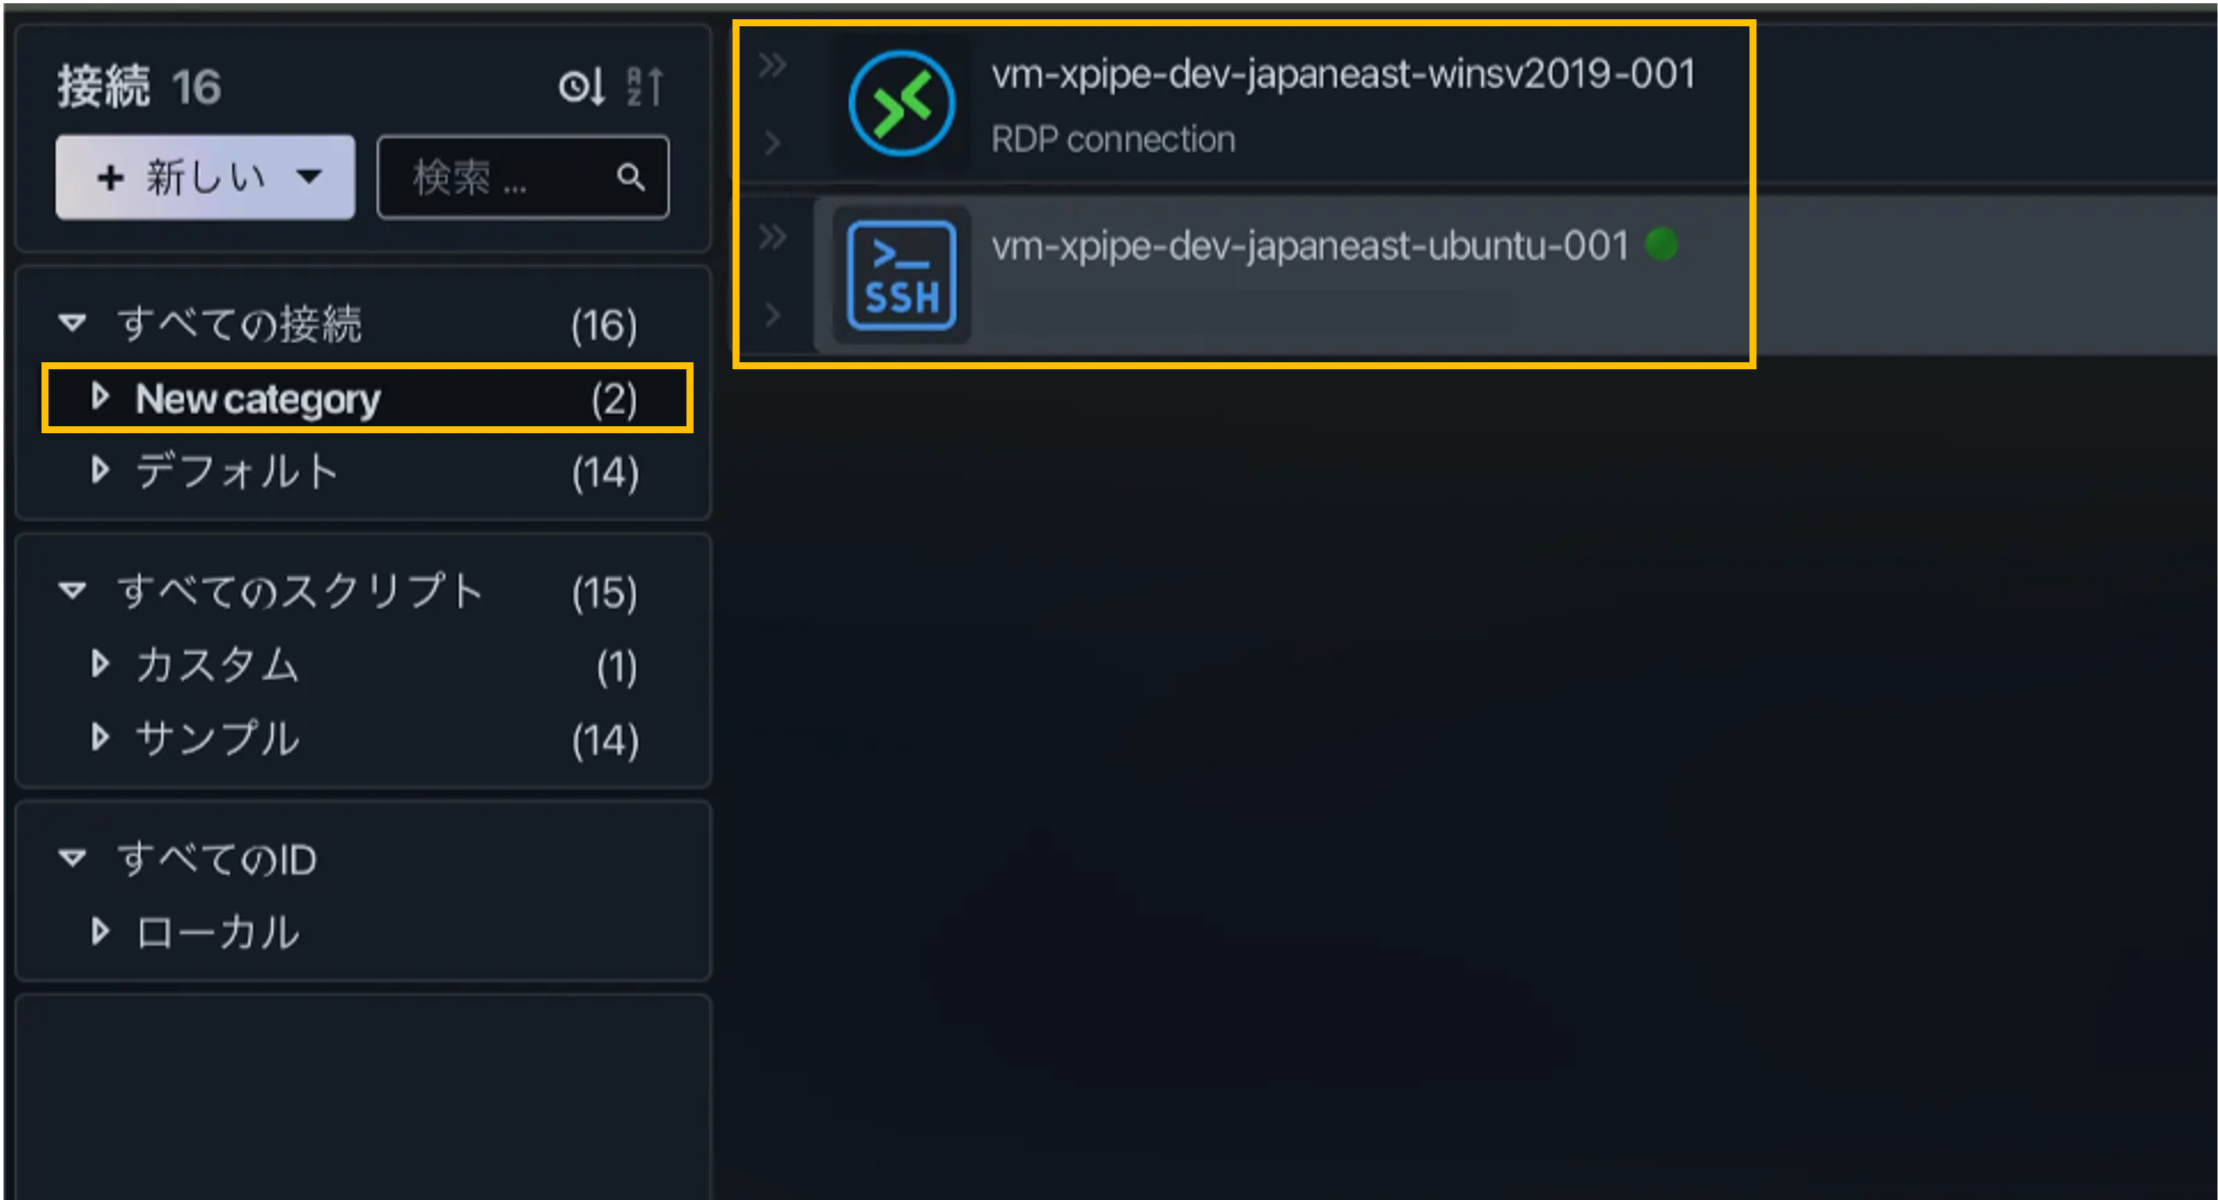 接続 16
+ 新しい
検索 ...
すべての接続 (16)
New category (2)
デフォルト (14)
すべてのスクリプト (15)
カスタム (1)
サンプル (14)
すべてのID
ローカル
vm-xpipe-dev-japaneast-winsv2019-001
RDP connection
>_
SSH
vm-xpipe-dev-japaneast-ubuntu-001